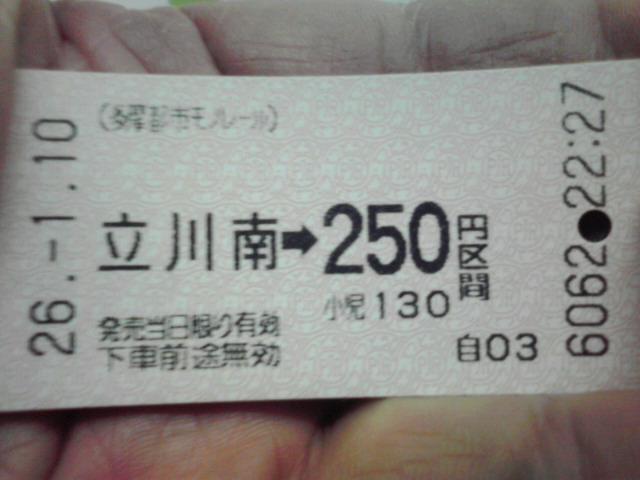 (多摩都市モノレール)
立川南➡250円区間
小児130
発売当日限り有効
下車前途無効
自03
26.-1.10
6062 22:27